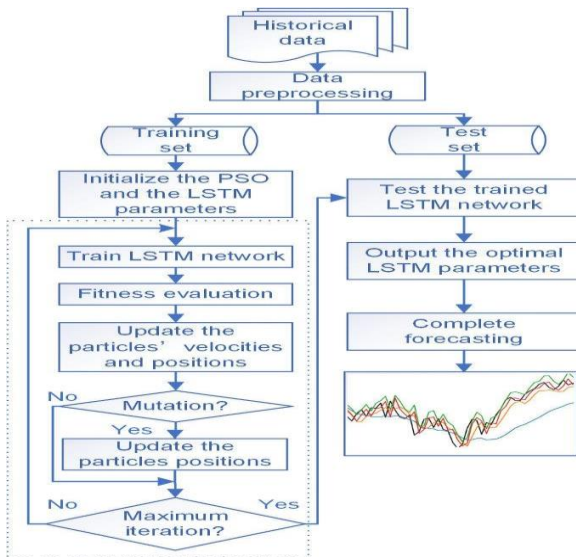 Historical
data
Data
preprocessing
Training
set
Test
set
Initialize the PSO
and the LSTM
parameters
Test the trained
LSTM network
Train LSTM network
Output the optimal
LSTM parameters
Fitness evaluation
Update the
particles' velocities
and positions
Complete
forecasting
No
Mutation?
Yes
Update the
particles positions
No
Yes
Maximum
iteration?